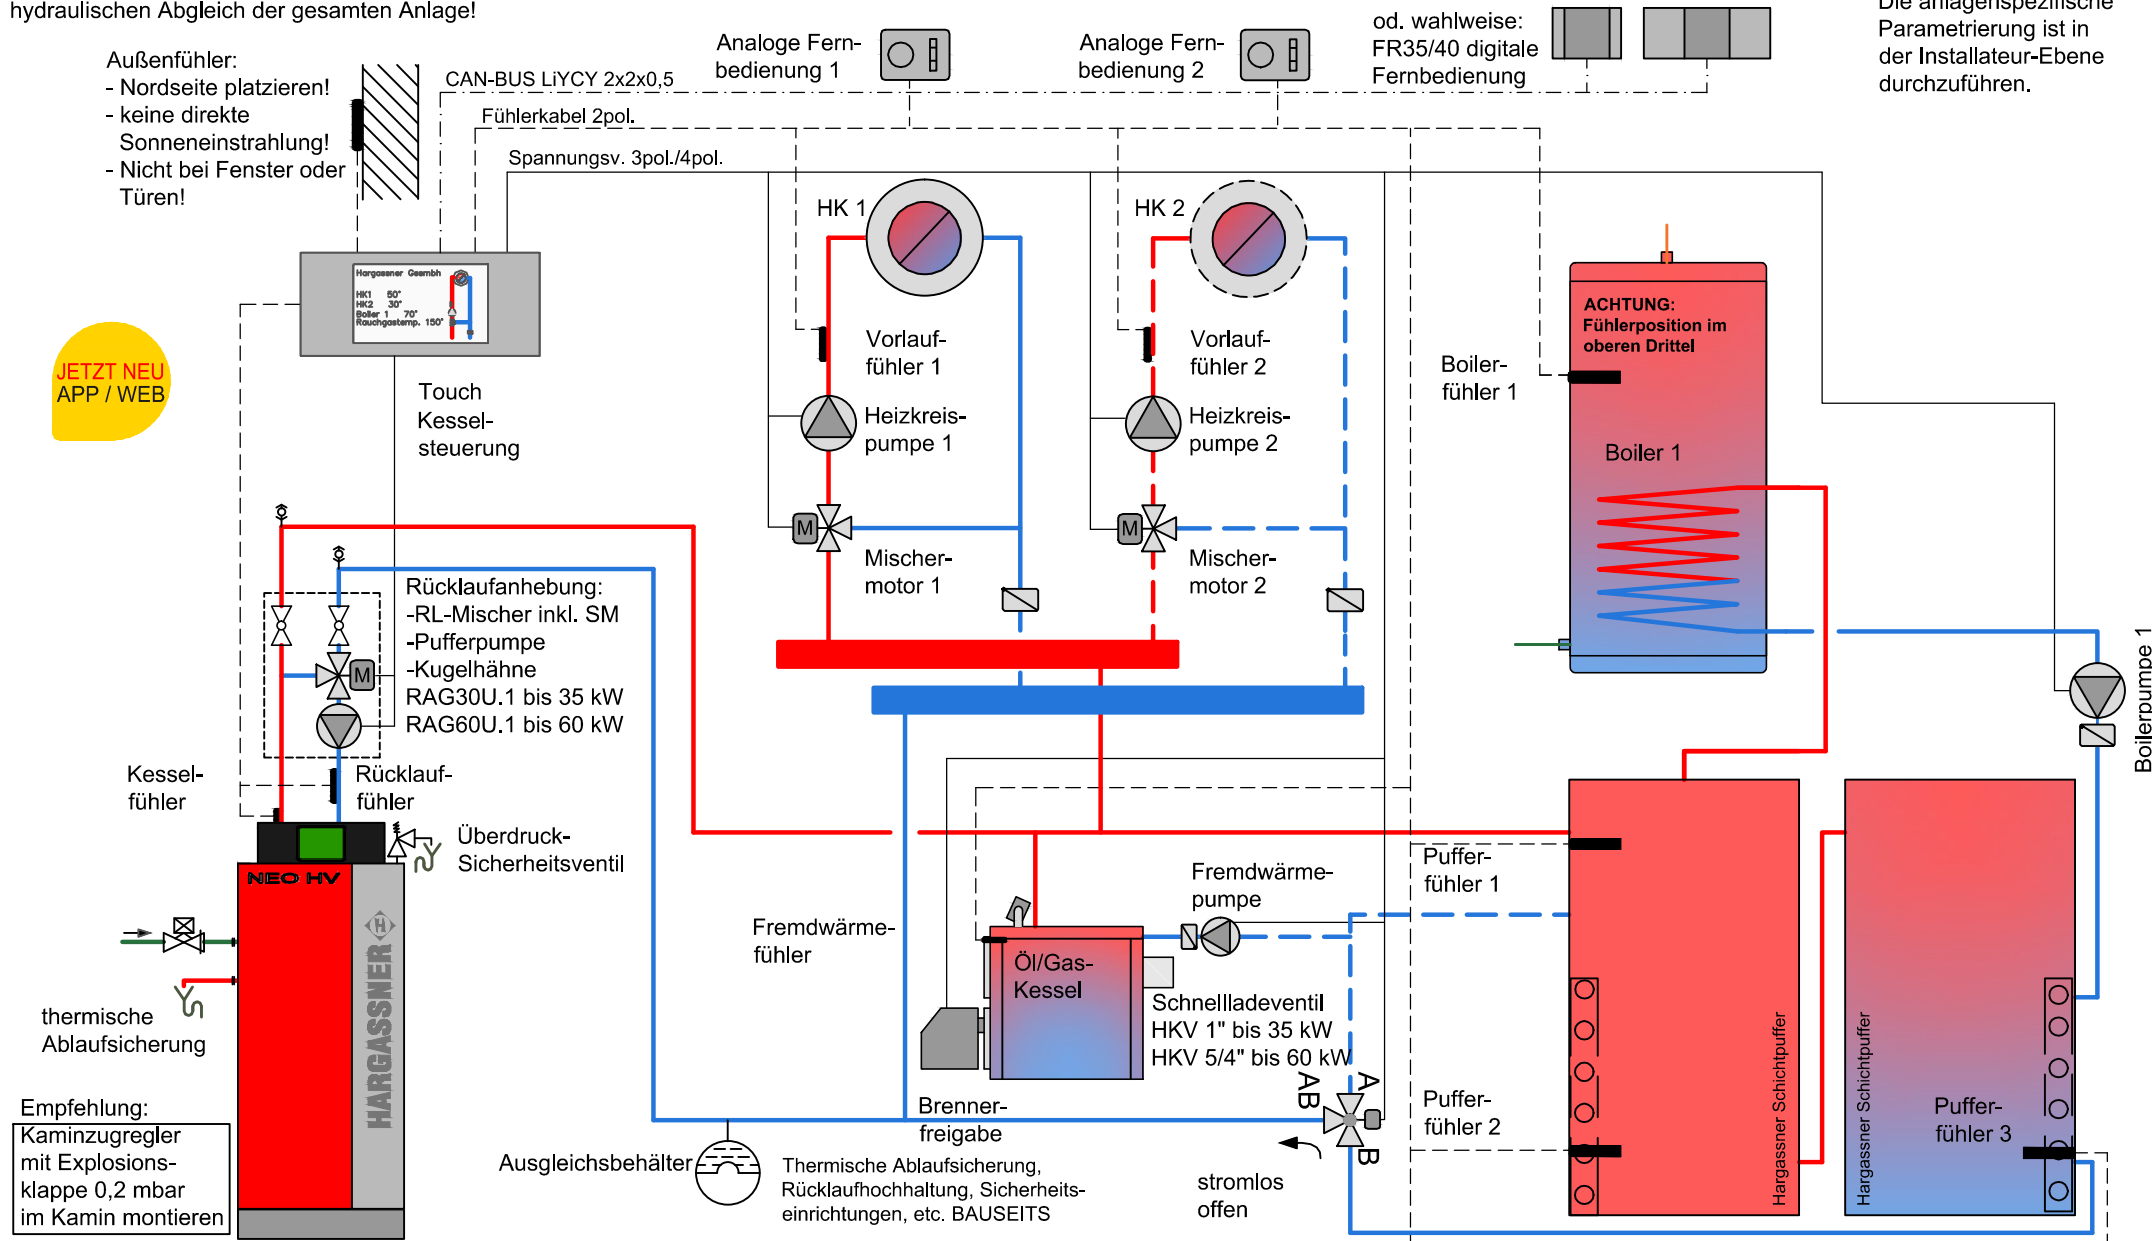 hydraulischen Abgleich der gesamten Anlage!
Außenfühler:
- Nordseite platzieren!
- keine direkte
Sonneneinstrahlung!
- Nicht bei Fenster oder
Türen!
CAN-BUS LiYCY 2x2x0,5
Fühlerkabel 2pol.
Spannungsv. 3pol./4pol.
Analoge Fern-
bedienung 1
Analoge Fern-
bedienung 2
od. wahlweise:
FR35/40 digitale
Fernbedienung
Die anlagenspezifische
Parametrierung ist in
der Installateur-Ebene
durchzuführen.
Hargassner GesmbH
HK1 50°
HK2 30°
Boiler 1 70°
Rauchgastemp. 150°
JETZT NEU
APP / WEB
Touch
Kessel-
steuerung
HK 1
Vorlauf-
fühler 1
Heizkreis-
pumpe 1
M
Mischer-
motor 1
HK 2
Vorlauf-
fühler 2
Heizkreis-
pumpe 2
M
Mischer-
motor 2
ACHTUNG:
Fühlerposition im
oberen Drittel
Boiler-
fühler 1
Boiler 1
Boilerpumpe 1
Rücklaufanhebung:
-RL-Mischer inkl. SM
-Pufferpumpe
-Kugelhähne
RAG30U.1 bis 35 kW
RAG60U.1 bis 60 kW
M
Kessel-
fühler
Rücklauf-
fühler
Überdruck-
Sicherheitsventil
NEO HV
H
HARGASSNER
thermische
Ablaufsicherung
Empfehlung:
Kaminzugregler
mit Explosions-
klappe 0,2 mbar
im Kamin montieren
Fremdwärme-
fühler
Fremdwärme-
pumpe
Öl/Gas-
Kessel
Schnellladeventil
HKV 1" bis 35 kW
HKV 5/4" bis 60 kW
Brenner-
freigabe
Ausgleichsbehälter
Thermische Ablaufsicherung,
Rücklaufhochhaltung, Sicherheits-
einrichtungen, etc. BAUSEITS
AB
A
B
stromlos
offen
Puffer-
fühler 1
Puffer-
fühler 2
Hargassner Schichtpuffer
Hargassner Schichtpuffer
Puffer-
fühler 3